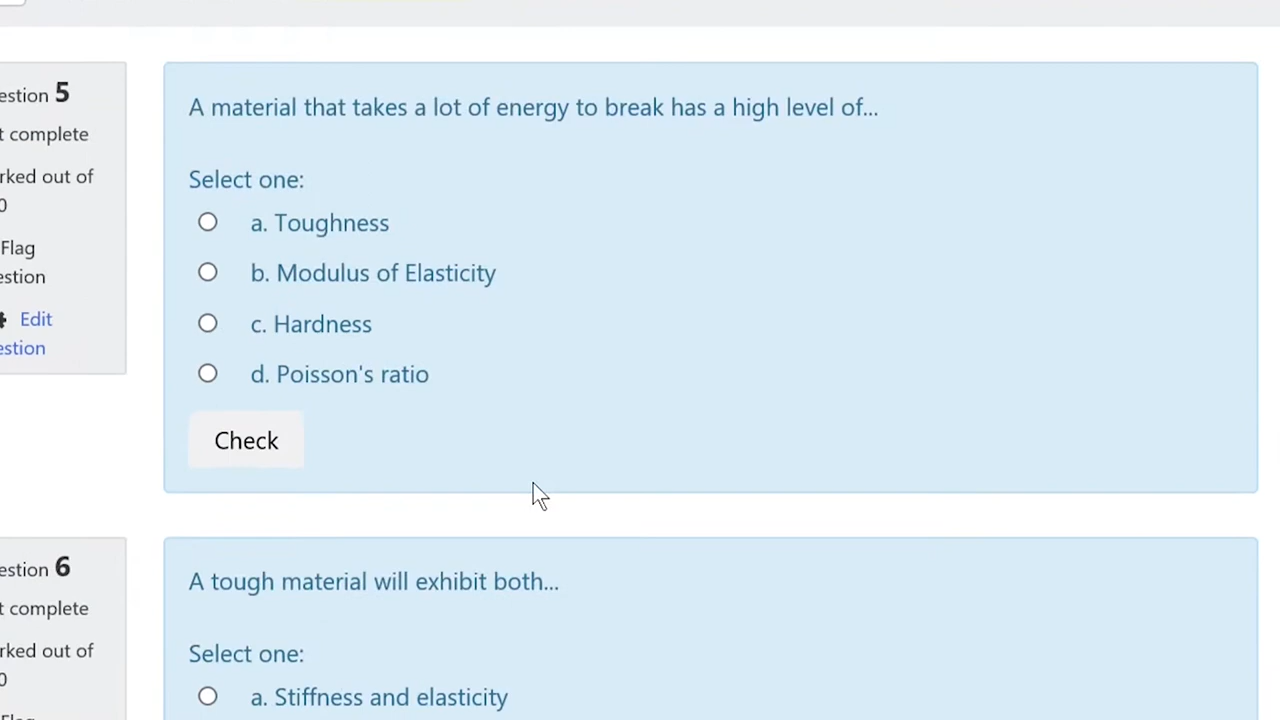 estion 5
t complete
rked out of
0
Flag
estion
Edit
estion
A material that takes a lot of energy to break has a high level of...
Select one:
a. Toughness
b. Modulus of Elasticity
c. Hardness
d. Poisson's ratio
Check
estion 6
t complete
rked out of
0
A tough material will exhibit both...
Select one:
a. Stiffness and elasticity